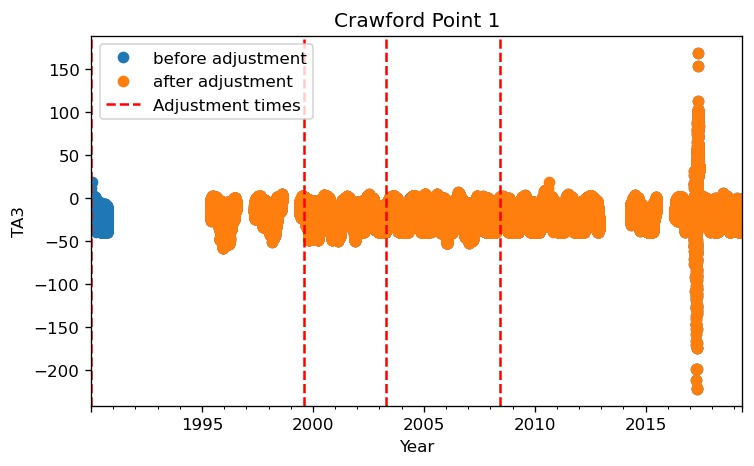 Crawford Point 1
before adjustment
after adjustment
Adjustment times
TA3
150
100
50
0
−50
−100
−150
−200
1995
2000
2005
2010
2015
Year